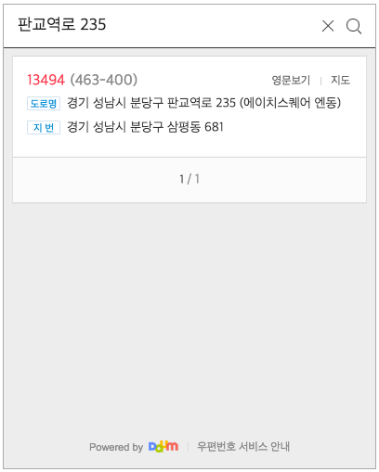 판교역로 235
13494 (463-400) 영문보기 | 지도
도로명 경기 성남시 분당구 판교역로 235 (에이치스퀘어 엔동)
지번 경기 성남시 분당구 삼평동 681
1 / 1
Powered by Daum | 우편번호 서비스 안내